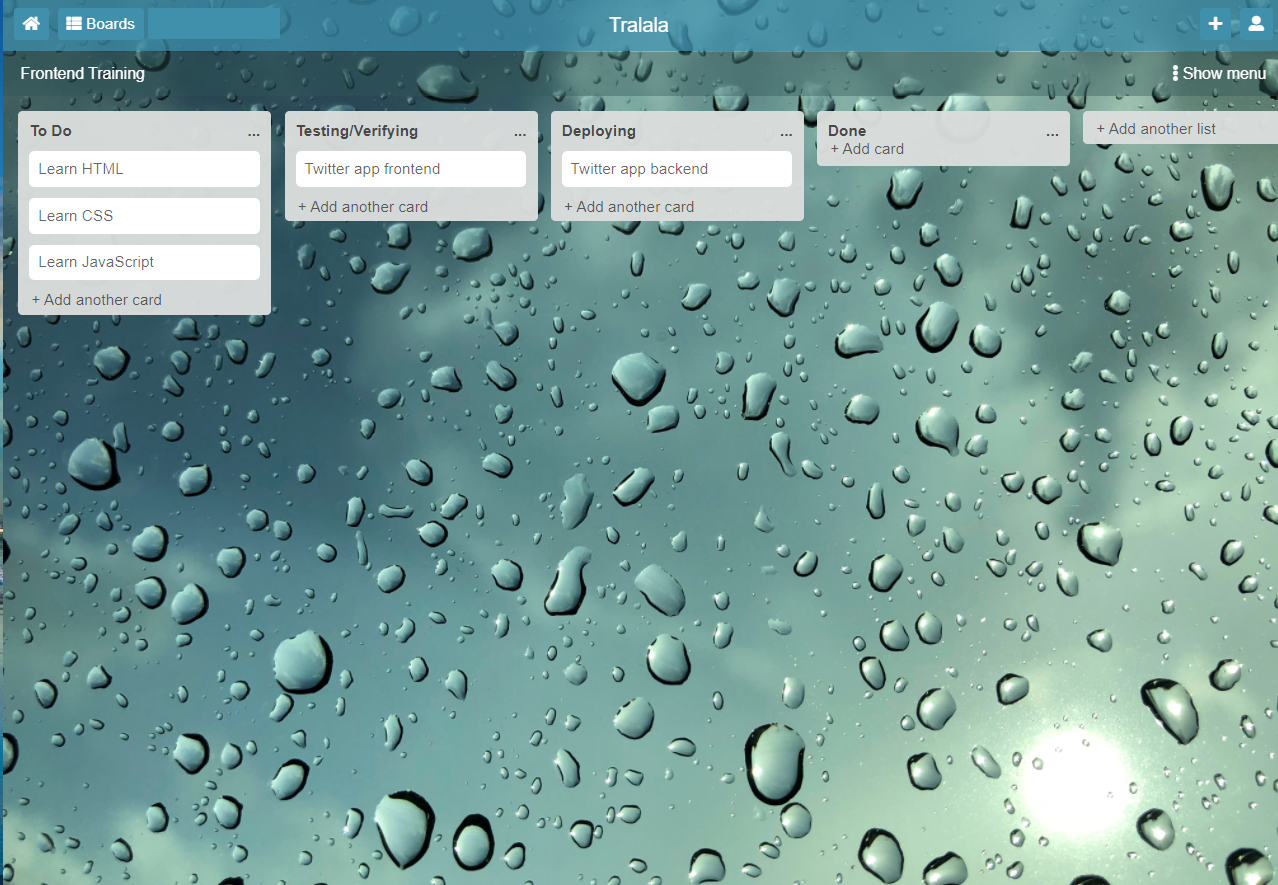 Boards
Tralala
Frontend Training
Show menu
To Do ...
Learn HTML
Learn CSS
Learn JavaScript
+ Add another card
Testing/Verifying ...
Twitter app frontend
+ Add another card
Deploying ...
Twitter app backend
+ Add another card
Done ...
+ Add card
+ Add another list